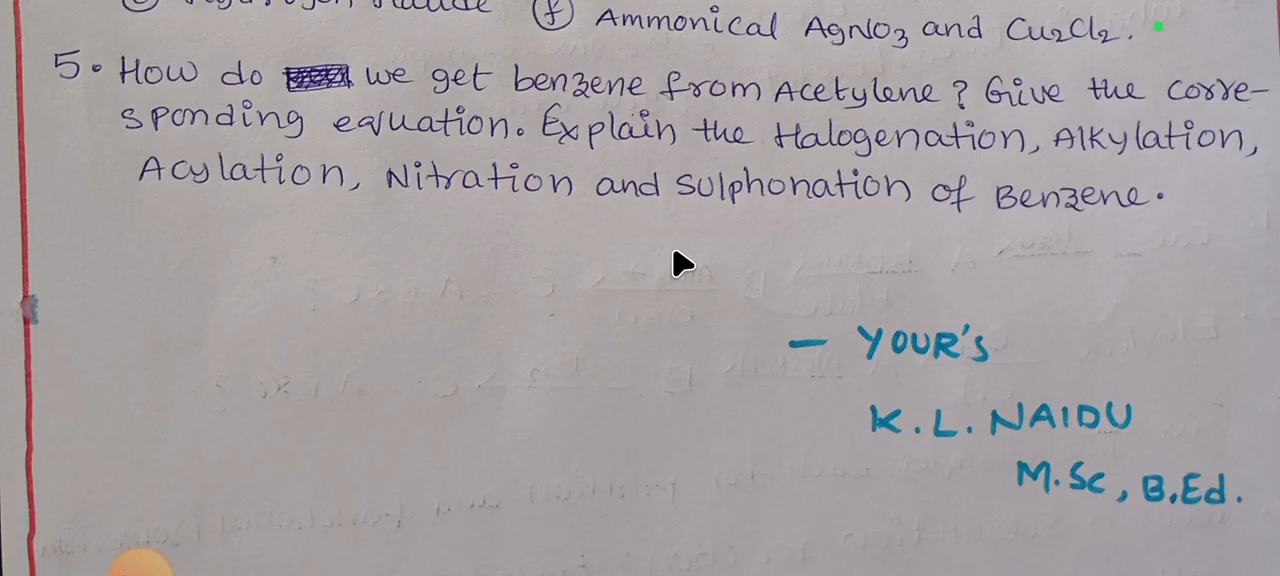 (f) Ammonical AgNO3 and Cu2Cl2.
5. How do we get benzene from Acetylene? Give the corre-
sponding equation. Explain the Halogenation, Alkylation,
Acylation, Nitration and Sulphonation of Benzene.
- YOUR'S
K.L. NAIDU
M.Sc, B.Ed.